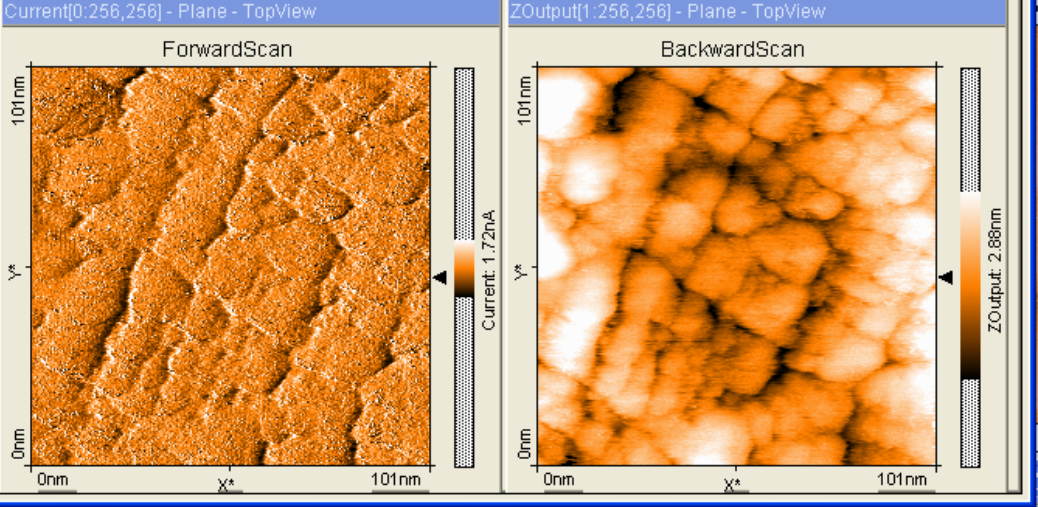 Current[0:256,256] - Plane - TopView
ForwardScan
101nm
Y*
0nm
0nm
X*
101nm
Current: 1.72nA
ZOutput[1:256,256] - Plane - TopView
BackwardScan
101nm
Y*
0nm
0nm
X*
101nm
ZOutput: 2.88nm